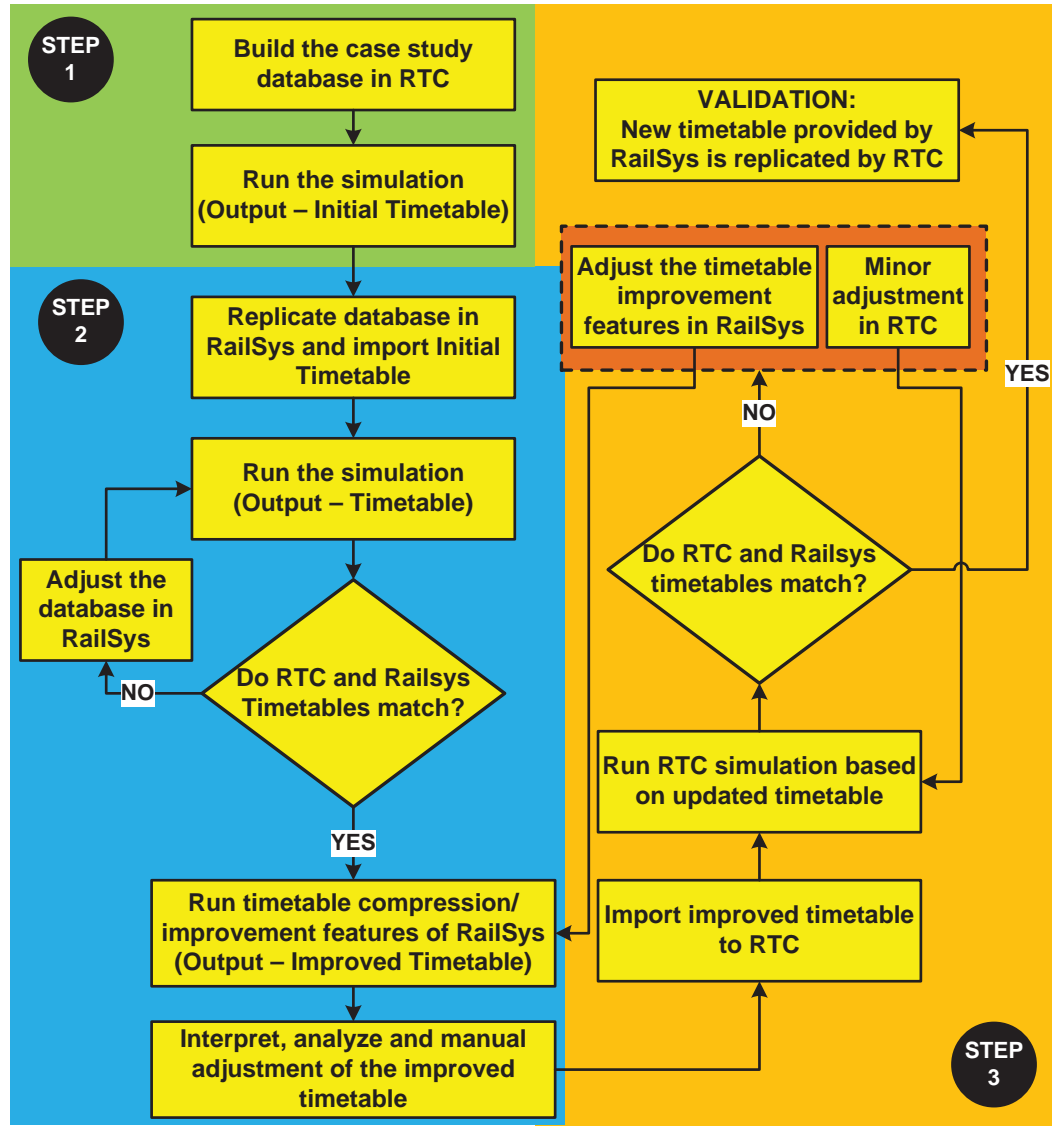 STEP
1
Build the case study
database in RTC
Run the simulation
(Output – Initial Timetable)
STEP
2
Replicate database in
RailSys and import Initial
Timetable
Run the simulation
(Output – Timetable)
Adjust the
database in
RailSys
NO
Do RTC and Railsys
Timetables match?
YES
Run timetable compression/
improvement features of RailSys
(Output – Improved Timetable)
Interpret, analyze and manual
adjustment of the improved
timetable
STEP
3
Import improved timetable
to RTC
Run RTC simulation based
on updated timetable
Do RTC and Railsys
timetables match?
NO
Adjust the timetable
improvement
features in RailSys
Minor
adjustment
in RTC
YES
VALIDATION:
New timetable provided by
RailSys is replicated by RTC